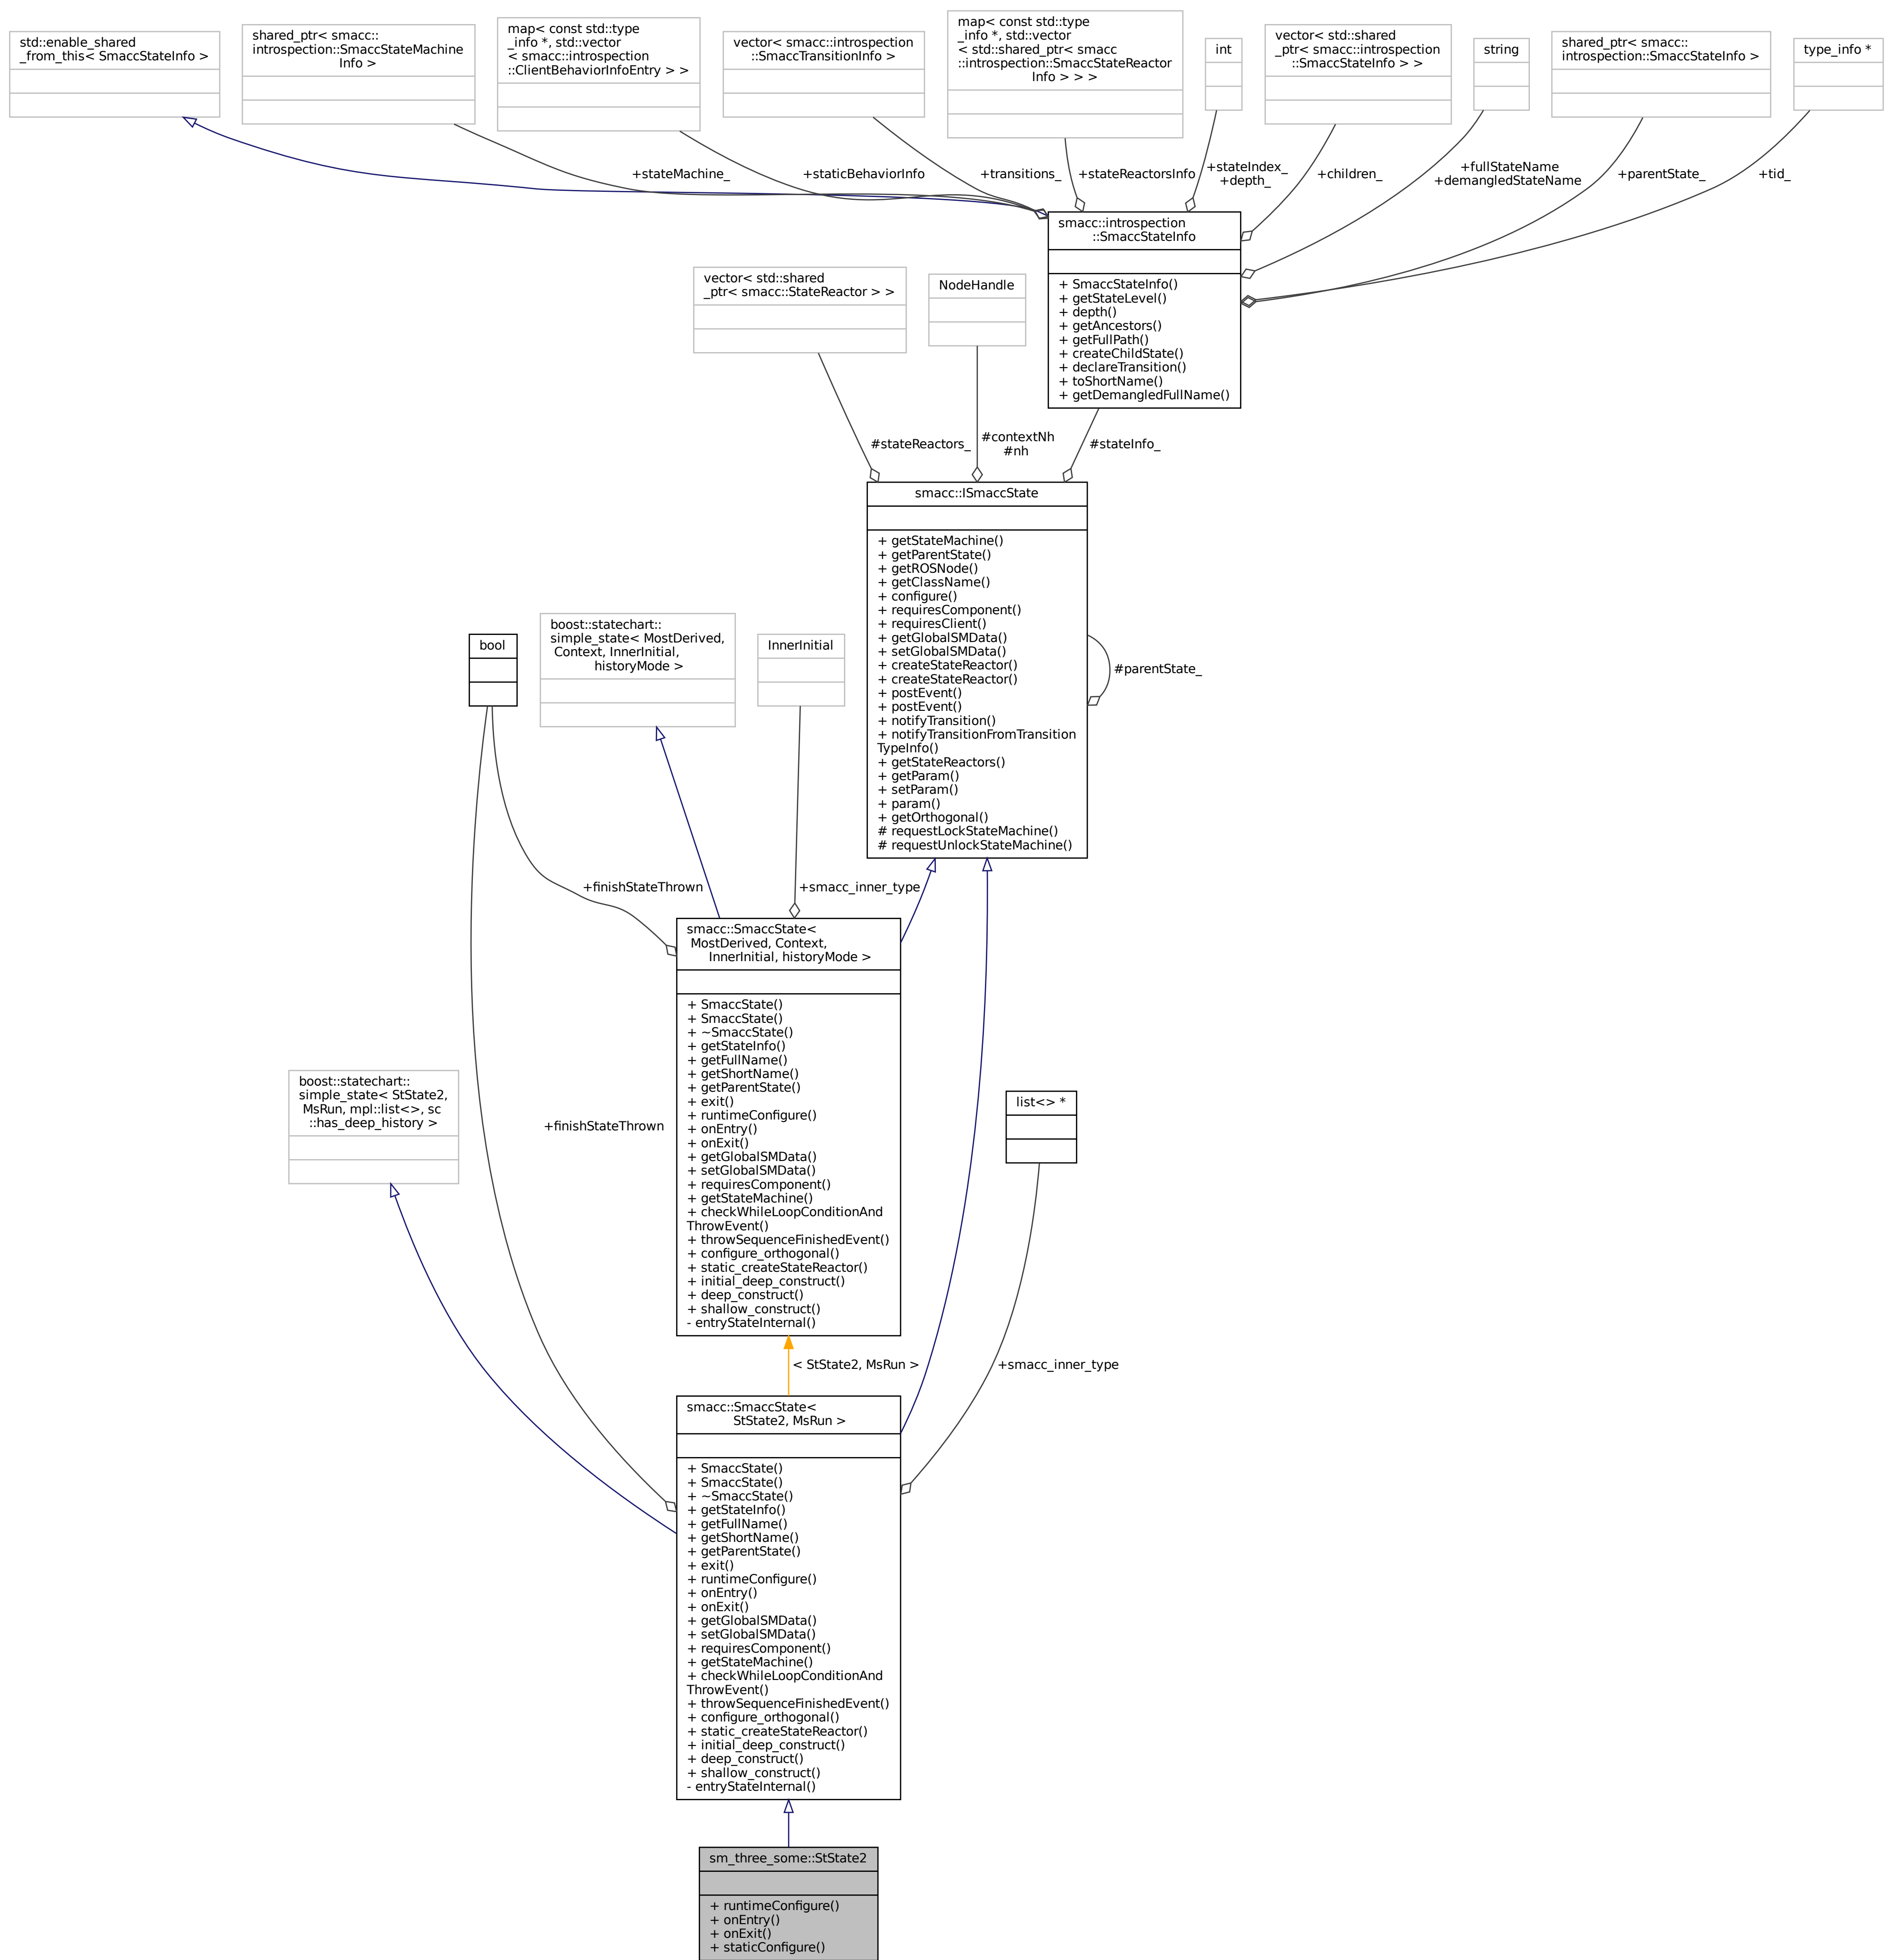 std::enable_shared
_from_this< SmaccStateInfo >
shared_ptr< smacc::
introspection::SmaccStateMachine
Info >
map< const std::type
_info *, std::vector
< smacc::introspection
::ClientBehaviorInfoEntry > >
vector< smacc::introspection
::SmaccTransitionInfo >
map< const std::type
_info *, std::vector
< std::shared_ptr< smacc
::introspection::SmaccStateReactor
Info > > >
int
vector< std::shared
_ptr< smacc::introspection
::SmaccStateInfo > >
string
shared_ptr< smacc::
introspection::SmaccStateInfo >
type_info *
+stateMachine_
+staticBehaviorInfo
+transitions_
+stateReactorsInfo
+stateIndex_
+depth_
+children_
+fullStateName
+demangledStateName
+parentState_
+tid_
smacc::introspection
::SmaccStateInfo
+ SmaccStateInfo()
+ getStateLevel()
+ depth()
+ getAncestors()
+ getFullPath()
+ createChildState()
+ declareTransition()
+ toShortName()
+ getDemangledFullName()
vector< std::shared
_ptr< smacc::StateReactor > >
NodeHandle
#stateReactors_
#contextNh
#nh
#stateInfo_
smacc::ISmaccState
+ getStateMachine()
+ getParentState()
+ getROSNode()
+ getClassName()
+ configure()
+ requiresComponent()
+ requiresClient()
+ getGlobalSMData()
+ setGlobalSMData()
+ createStateReactor()
+ createStateReactor()
+ postEvent()
+ postEvent()
+ notifyTransition()
+ notifyTransitionFromTransition
TypeInfo()
+ getStateReactors()
+ getParam()
+ setParam()
+ param()
+ getOrthogonal()
# requestLockStateMachine()
# requestUnlockStateMachine()
#parentState_
bool
boost::statechart::
simple_state< MostDerived,
Context, InnerInitial,
historyMode >
InnerInitial
+finishStateThrown
+smacc_inner_type
smacc::SmaccState<
MostDerived, Context,
InnerInitial, historyMode >
+ SmaccState()
+ SmaccState()
+ ~SmaccState()
+ getStateInfo()
+ getFullName()
+ getShortName()
+ getParentState()
+ exit()
+ runtimeConfigure()
+ onEntry()
+ onExit()
+ getGlobalSMData()
+ setGlobalSMData()
+ requiresComponent()
+ getStateMachine()
+ checkWhileLoopConditionAnd
ThrowEvent()
+ throwSequenceFinishedEvent()
+ configure_orthogonal()
+ static_createStateReactor()
+ initial_deep_construct()
+ deep_construct()
+ shallow_construct()
- entryStateInternal()
boost::statechart::
simple_state< StState2,
MsRun, mpl::list<>, sc
::has_deep_history >
+finishStateThrown
list<> *
< StState2, MsRun >
+smacc_inner_type
smacc::SmaccState<
StState2, MsRun >
+ SmaccState()
+ SmaccState()
+ ~SmaccState()
+ getStateInfo()
+ getFullName()
+ getShortName()
+ getParentState()
+ exit()
+ runtimeConfigure()
+ onEntry()
+ onExit()
+ getGlobalSMData()
+ setGlobalSMData()
+ requiresComponent()
+ getStateMachine()
+ checkWhileLoopConditionAnd
ThrowEvent()
+ throwSequenceFinishedEvent()
+ configure_orthogonal()
+ static_createStateReactor()
+ initial_deep_construct()
+ deep_construct()
+ shallow_construct()
- entryStateInternal()
sm_three_some::StState2
+ runtimeConfigure()
+ onEntry()
+ onExit()
+ staticConfigure()